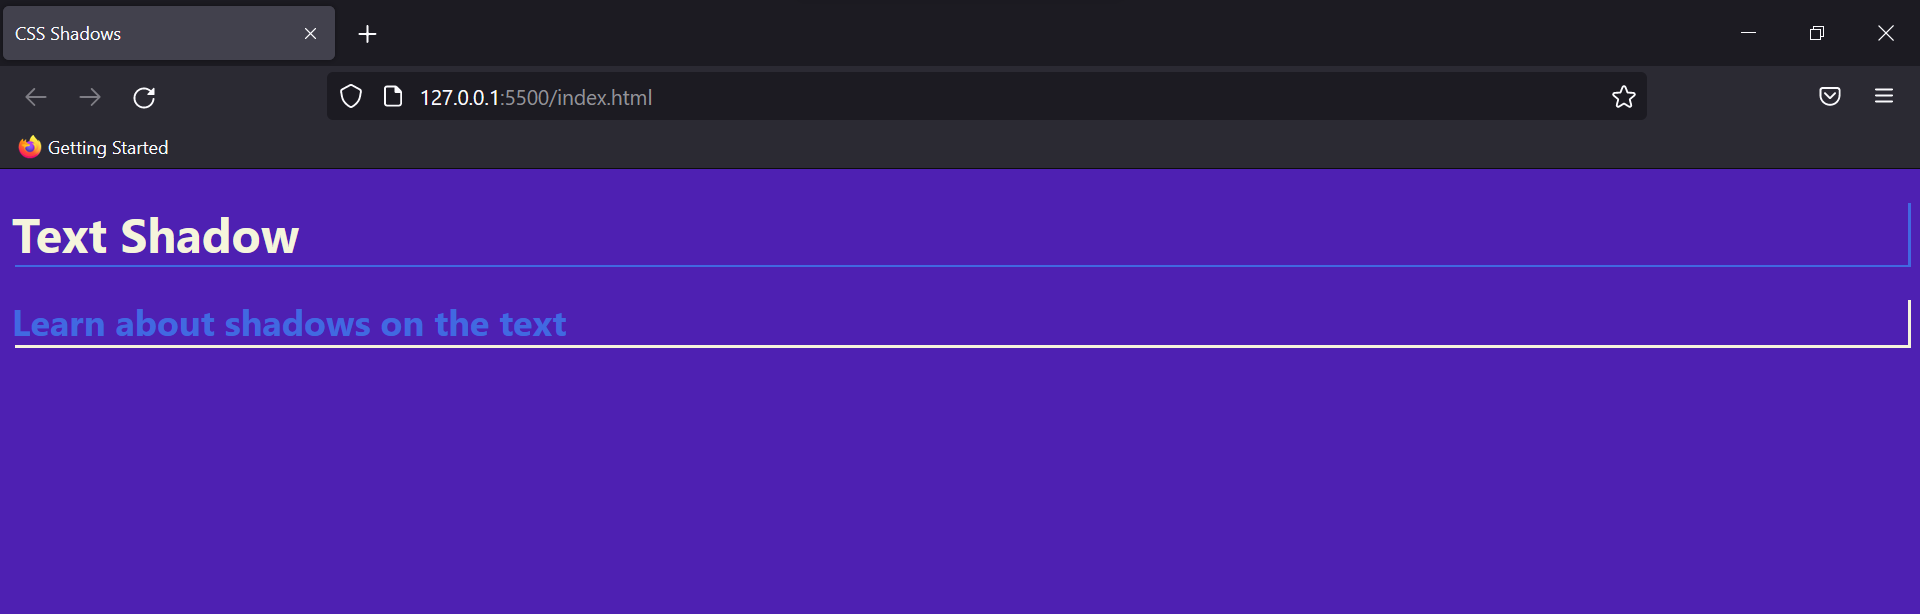 CSS Shadows
127.0.0.1:5500/index.html
Getting Started
Text Shadow
Learn about shadows on the text